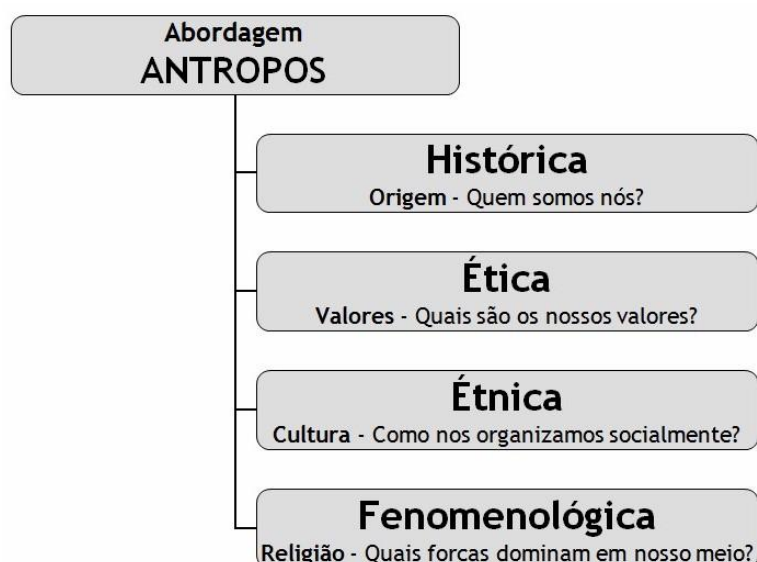 Abordagem
ANTROPOS
Histórica
Origem - Quem somos nós?
Ética
Valores - Quais são os nossos valores?
Étnica
Cultura - Como nos organizamos socialmente?
Fenomenológica
Religião - Quais forcas dominam em nosso meio?